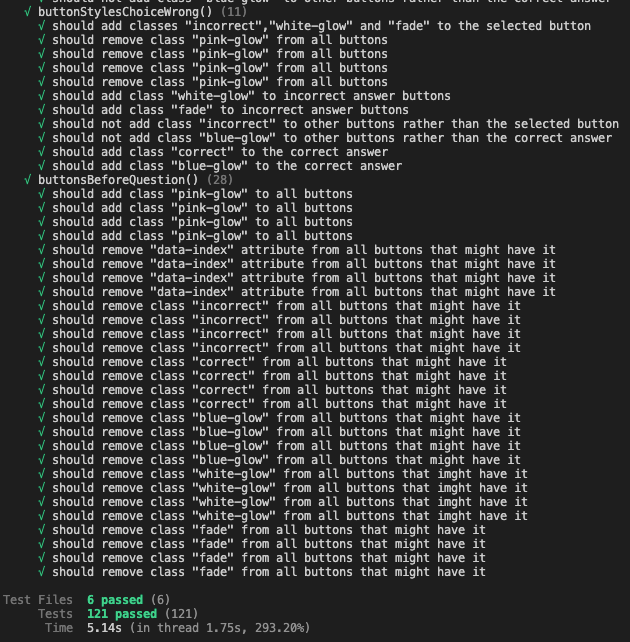 √ buttonStylesChoiceWrong() (11)
√ should add classes "incorrect","white-glow" and "fade" to the selected button
√ should remove class "pink-glow" from all buttons
√ should remove class "pink-glow" from all buttons
√ should remove class "pink-glow" from all buttons
√ should remove class "pink-glow" from all buttons
√ should add class "white-glow" to incorrect answer buttons
√ should add class "fade" to incorrect answer buttons
√ should not add class "incorrect" to other buttons rather than the selected button
√ should not add class "blue-glow" to other buttons rather than the correct answer
√ should add class "correct" to the correct answer
√ should add class "blue-glow" to the correct answer
√ buttonsBeforeQuestion() (28)
√ should add class "pink-glow" to all buttons
√ should add class "pink-glow" to all buttons
√ should add class "pink-glow" to all buttons
√ should add class "pink-glow" to all buttons
√ should remove "data-index" attribute from all buttons that might have it
√ should remove "data-index" attribute from all buttons that might have it
√ should remove "data-index" attribute from all buttons that might have it
√ should remove "data-index" attribute from all buttons that might have it
√ should remove class "incorrect" from all buttons that might have it
√ should remove class "incorrect" from all buttons that might have it
√ should remove class "incorrect" from all buttons that might have it
√ should remove class "incorrect" from all buttons that might have it
√ should remove class "correct" from all buttons that might have it
√ should remove class "correct" from all buttons that might have it
√ should remove class "correct" from all buttons that might have it
√ should remove class "correct" from all buttons that might have it
√ should remove class "blue-glow" from all buttons that might have it
√ should remove class "blue-glow" from all buttons that might have it
√ should remove class "blue-glow" from all buttons that might have it
√ should remove class "blue-glow" from all buttons that might have it
√ should remove class "white-glow" from all buttons that imght have it
√ should remove class "white-glow" from all buttons that imght have it
√ should remove class "white-glow" from all buttons that imght have it
√ should remove class "white-glow" from all buttons that imght have it
√ should remove class "fade" from all buttons that might have it
√ should remove class "fade" from all buttons that might have it
√ should remove class "fade" from all buttons that might have it
√ should remove class "fade" from all buttons that might have it
Test Files 6 passed (6)
Tests 121 passed (121)
Time 5.14s (in thread 1.75s, 293.20%)